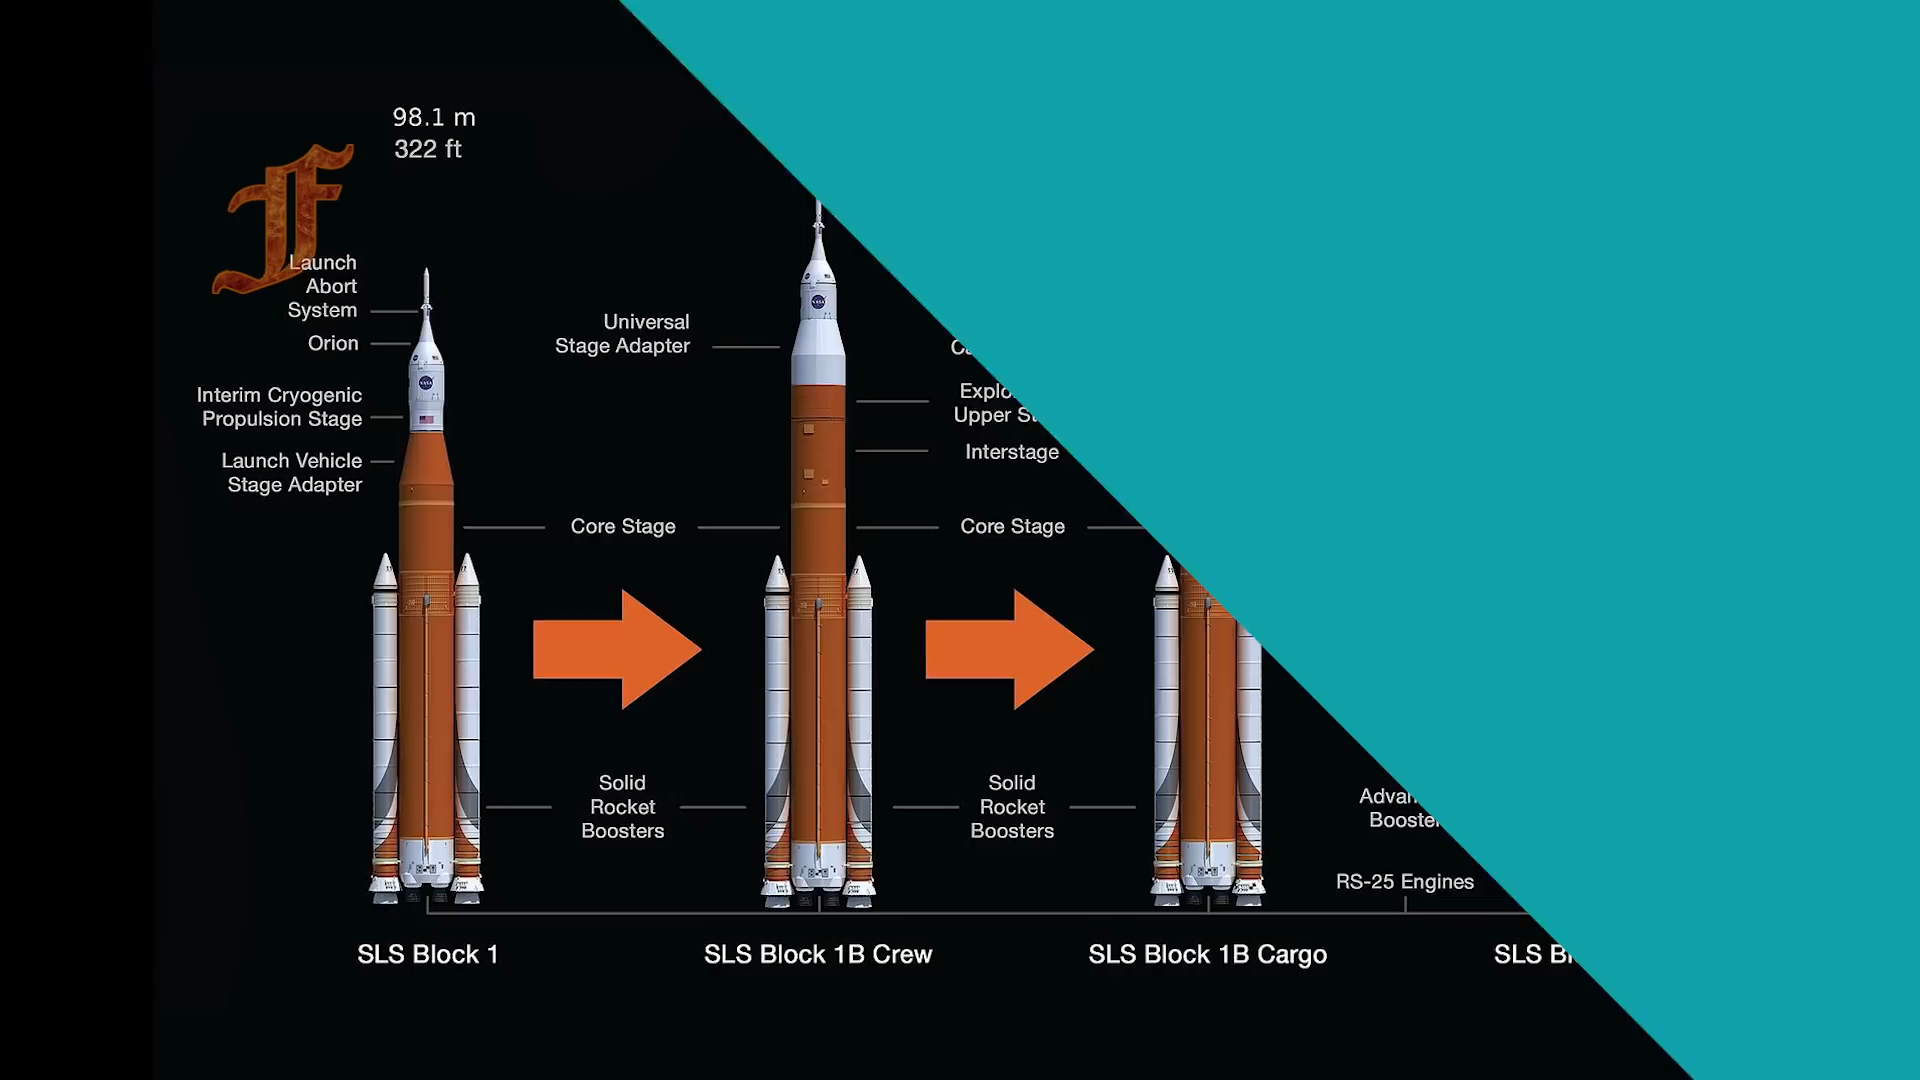 98.1 m
322 ft
Launch
Abort
System
Orion
Interim Cryogenic
Propulsion Stage
Launch Vehicle
Stage Adapter
Universal
Stage Adapter
Upper
Interstage
Core Stage
Core Stage
Solid
Rocket
Boosters
Solid
Rocket
Boosters
RS-25 Engines
SLS Block 1
SLS Block 1B Crew
SLS Block 1B Cargo
SLS